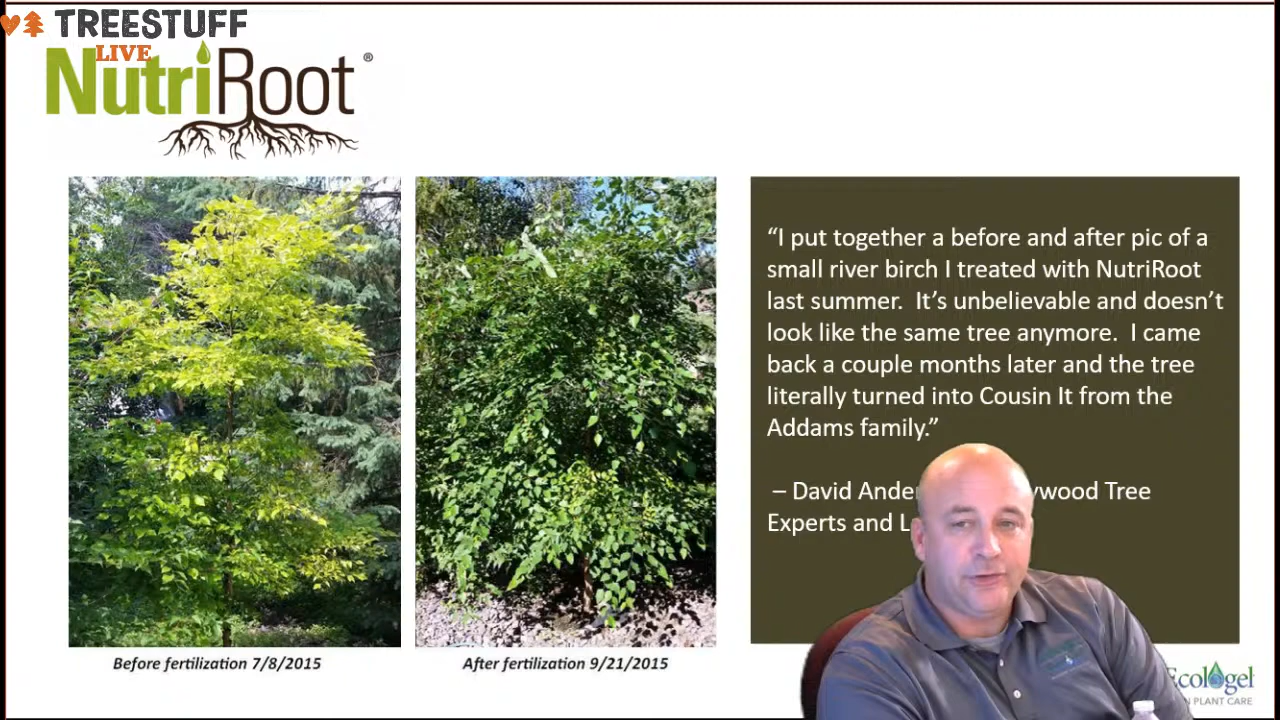 TREESTUFF
LIVE
NutriRoot®
“I put together a before and after pic of a
small river birch I treated with NutriRoot
last summer.  It’s unbelievable and doesn’t
look like the same tree anymore.  I came
back a couple months later and the tree
literally turned into Cousin It from the
Addams family.”
– David Ande ywood Tree
Experts and L
Before fertilization 7/8/2015
After fertilization 9/21/2015
Ecologel
PLANT CARE